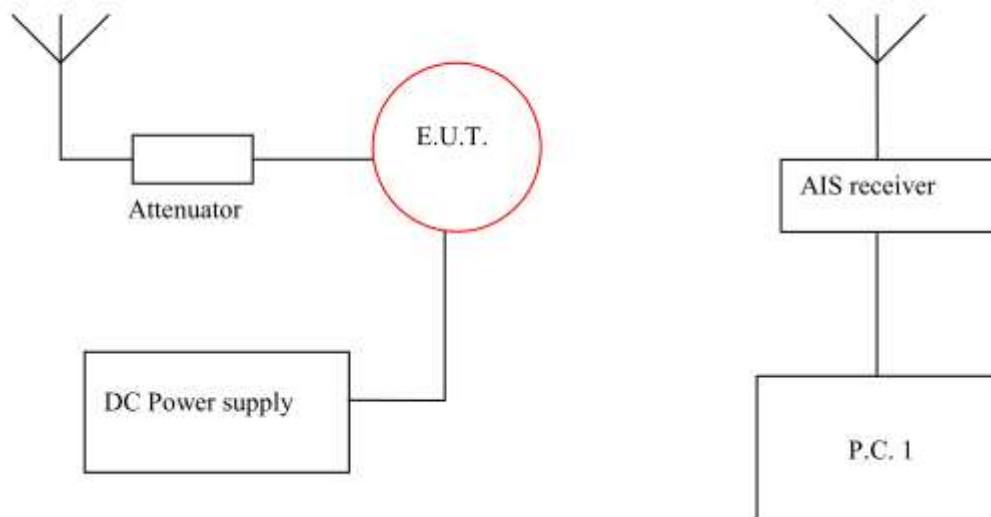 E.U.T.
AIS receiver
Attenuator
DC Power supply
P.C. 1